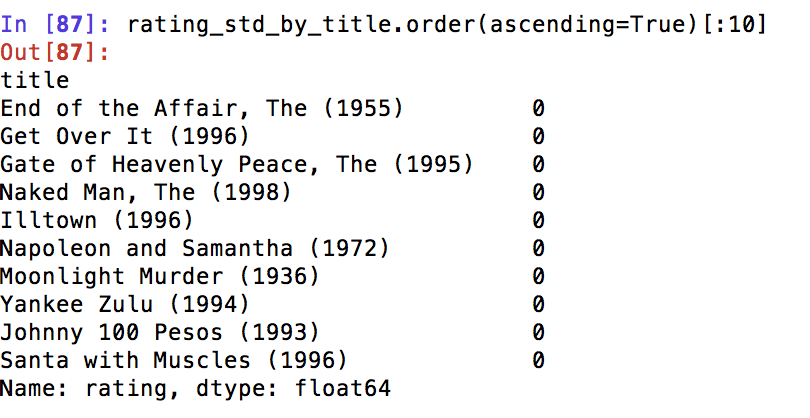 In [87]: rating_std_by_title.order(ascending=True)[:10]
Out[87]:
title
End of the Affair, The (1955)         0
Get Over It (1996)                    0
Gate of Heavenly Peace, The (1995)    0
Naked Man, The (1998)                 0
Illtown (1996)                        0
Napoleon and Samantha (1972)          0
Moonlight Murder (1936)               0
Yankee Zulu (1994)                    0
Johnny 100 Pesos (1993)               0
Santa with Muscles (1996)             0
Name: rating, dtype: float64